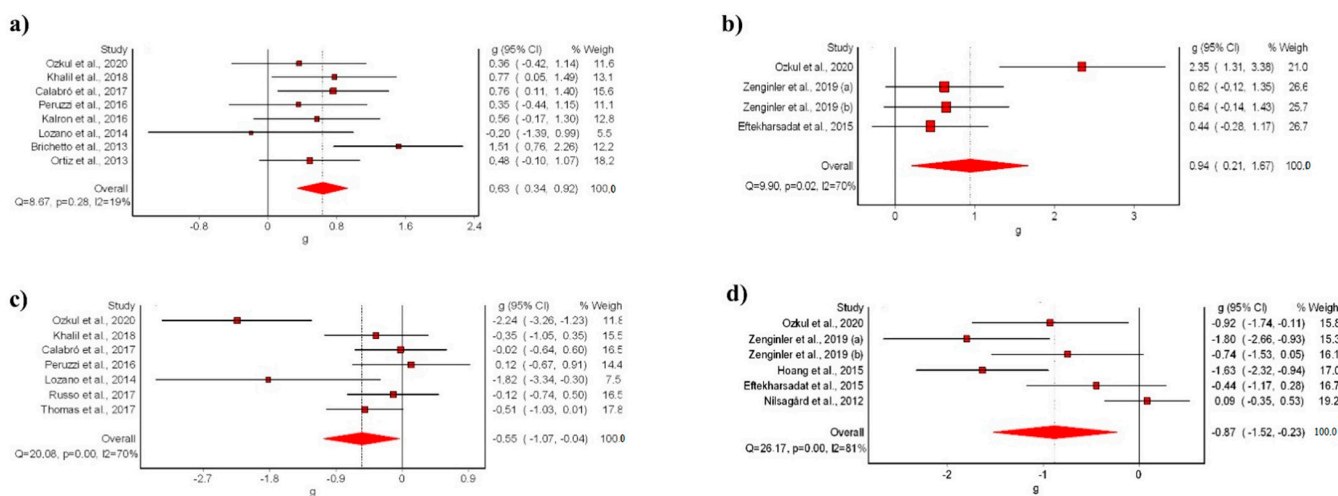 a)
Study g (95% CI) % Weigh
Ozkul et al., 2020 0,36 (-0.42, 1.14) 11.6
Khalil et al., 2018 0,77 ( 0.05, 1.49) 13.1
Calabró et al., 2017 0,76 ( 0.11, 1.40) 15.6
Peruzzi et al., 2016 0,35 (-0.44, 1.15) 11.1
Kalron et al., 2016 0,56 (-0.17, 1.30) 12.8
Lozano et al., 2014 -0,20 (-1.39, 0.99) 5.5
Brichetto et al., 2013 1,51 ( 0.76, 2.26) 12.2
Ortiz et al., 2013 0,48 (-0.10, 1.07) 18.2
Overall 0,63 ( 0.34, 0.92) 100,0
Q=8.67, p=0.28, I2=19%
-0.8 0 0.8 1.6 2.4
g
b)
Study g (95% CI) % Weigh
Ozkul et al., 2020 2.35 ( 1.31, 3.38) 21.0
Zenginler et al., 2019 (a) 0.62 (-0.12, 1.35) 26.6
Zenginler et al., 2019 (b) 0.64 (-0.14, 1.43) 25.7
Eftekharsadat et al., 2015 0.44 (-0.28, 1.17) 26.7
Overall 0.94 ( 0.21, 1.67) 100.0
Q=9.90, p=0.02, I2=70%
0 1 2 3
g
c)
Study g (95% CI) % Weigh
Ozkul et al., 2020 -2,24 (-3.26, -1.23) 11.8
Khalil et al., 2018 -0,35 (-1.05, 0.35) 15.5
Calabró et al., 2017 -0,02 (-0.64, 0.60) 16.5
Peruzzi et al., 2016 0,12 (-0.67, 0.91) 14.4
Lozano et al., 2014 -1,82 (-3.34, -0.30) 7.5
Russo et al., 2017 -0,12 (-0.74, 0.50) 16.5
Thomas et al., 2017 -0,51 (-1.03, 0.01) 17.8
Overall -0,55 (-1.07, -0.04) 100.0
Q=20.08, p=0.00, I2=70%
-2.7 -1.8 -0.9 0 0.9
g
d)
Study g (95% CI) % Weigh
Ozkul et al., 2020 -0.92 (-1.74, -0.11) 15.8
Zenginler et al., 2019 (a) -1.80 (-2.66, -0.93) 15.3
Zenginler et al., 2019 (b) -0.74 (-1.53, 0.05) 16.1
Hoang et al., 2015 -1.63 (-2.32, -0.94) 17.0
Eftekharsadat et al., 2015 -0.44 (-1.17, 0.28) 16.7
Nilsagård et al., 2012 0.09 (-0.35, 0.53) 19.2
Overall -0.87 (-1.52, -0.23) 100.0
Q=26.17, p=0.00, I2=81%
-2 -1 0
g